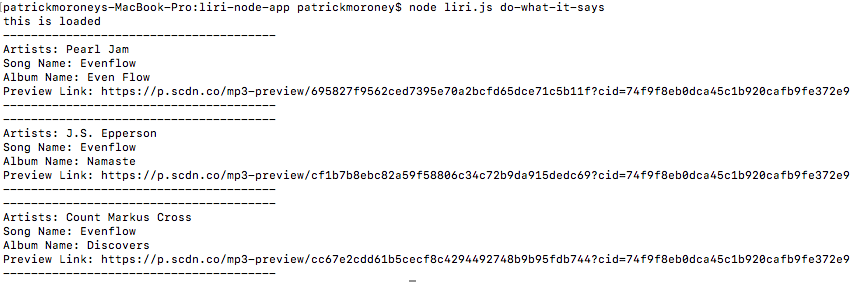 [patrickmoroneys-MacBook-Pro:liri-node-app patrickmoroney$ node liri.js do-what-it-says
this is loaded
---------------------------------------
Artists: Pearl Jam
Song Name: Evenflow
Album Name: Even Flow
Preview Link: https://p.scdn.co/mp3-preview/695827f9562ced7395e70a2bcfd65dce71c5b11f?cid=74f9f8eb0dca45c1b920cafb9fe372e9
---------------------------------------
---------------------------------------
Artists: J.S. Epperson
Song Name: Evenflow
Album Name: Namaste
Preview Link: https://p.scdn.co/mp3-preview/cf1b7b8ebc82a59f58806c34c72b9da915dedc69?cid=74f9f8eb0dca45c1b920cafb9fe372e9
---------------------------------------
---------------------------------------
Artists: Count Markus Cross
Song Name: Evenflow
Album Name: Discovers
Preview Link: https://p.scdn.co/mp3-preview/cc67e2cdd61b5cecf8c4294492748b9b95fdb744?cid=74f9f8eb0dca45c1b920cafb9fe372e9
---------------------------------------